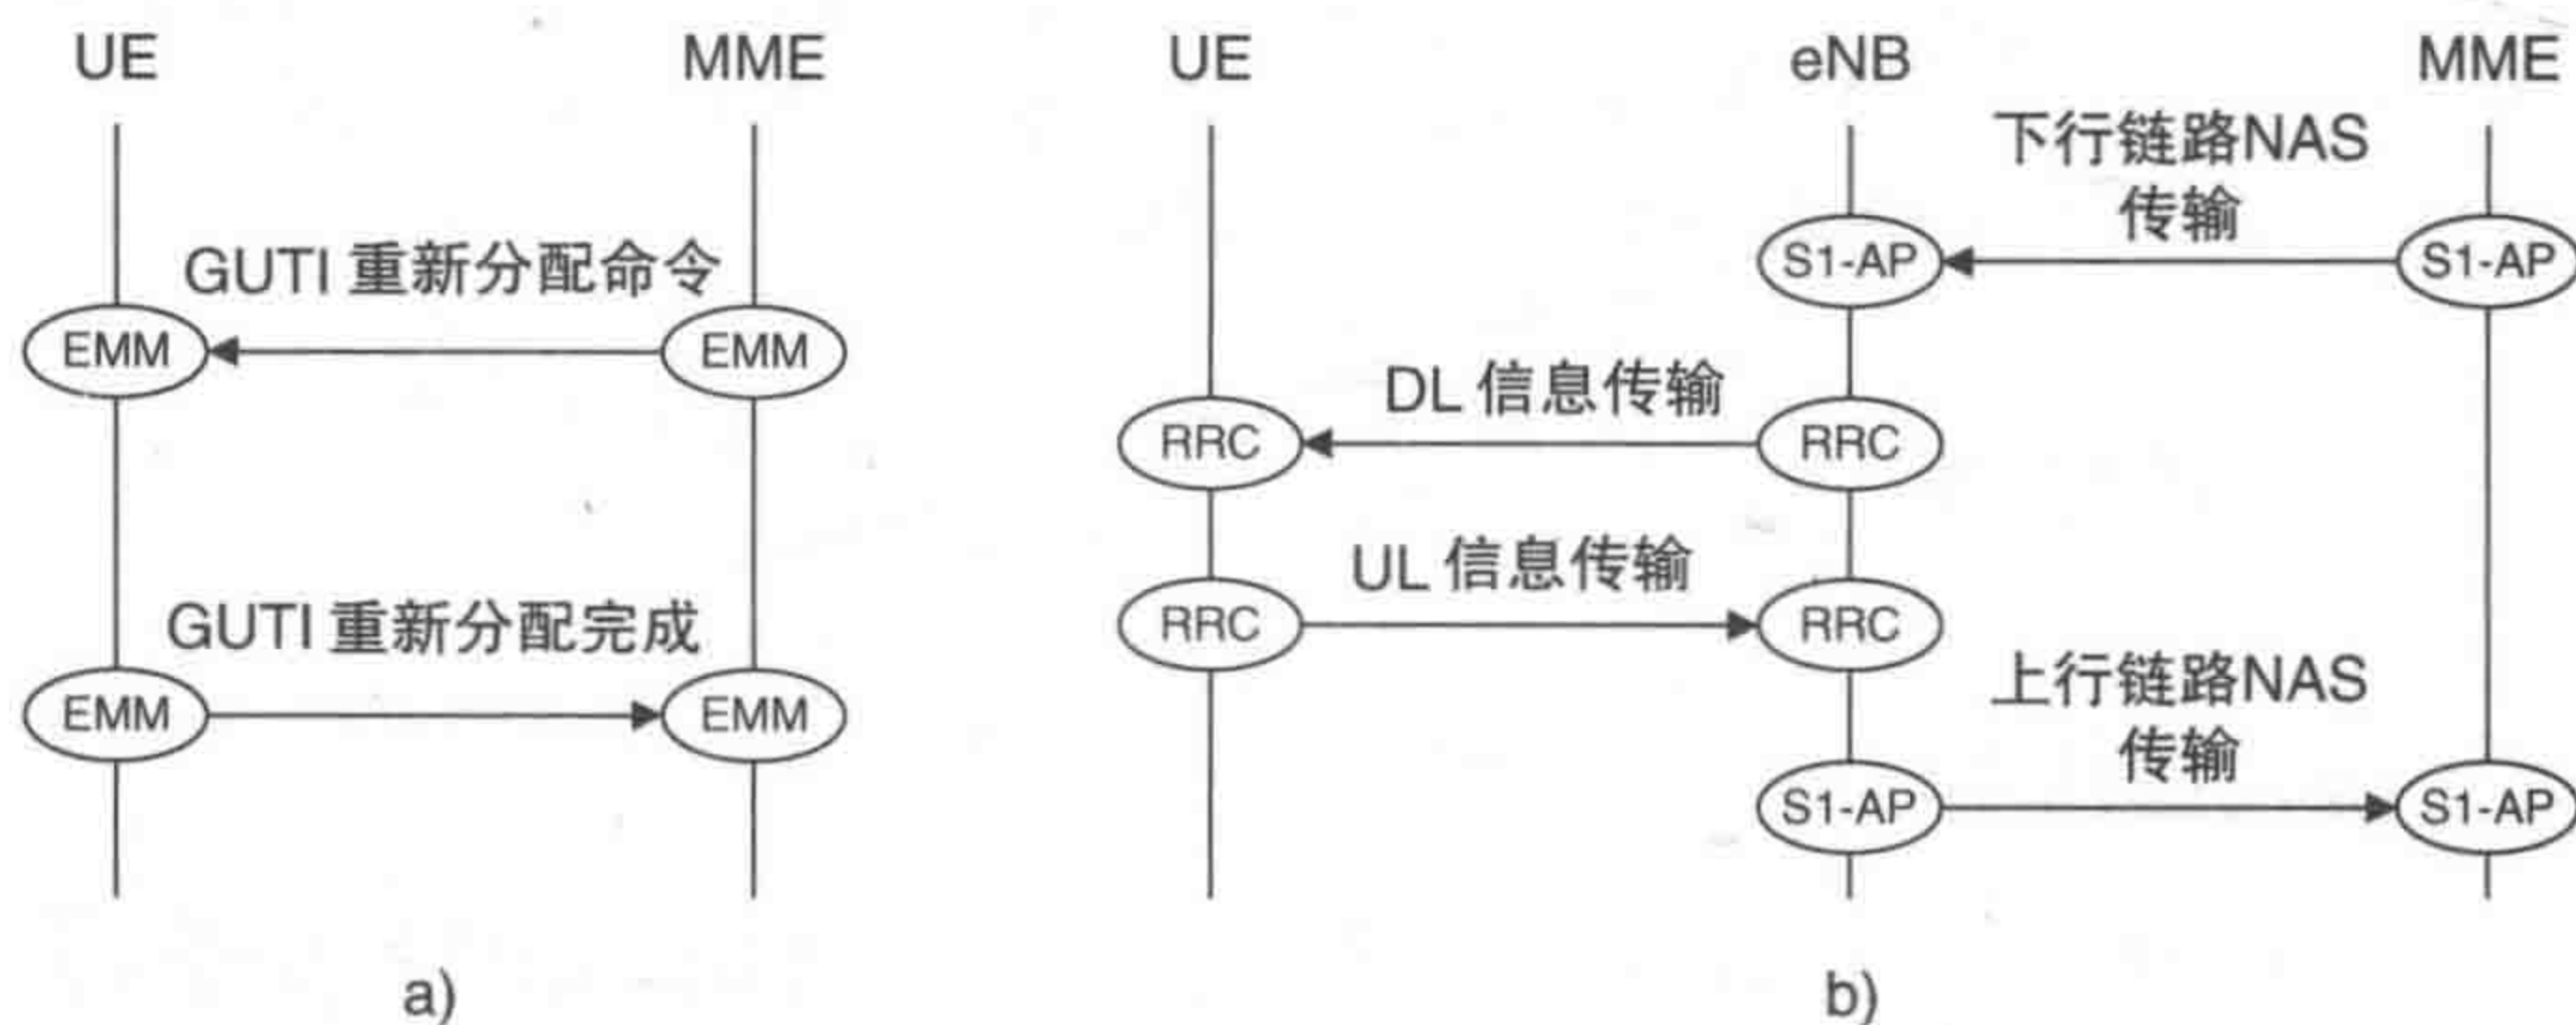 UE
MME
GUTI 重新分配命令
EMM
EMM
GUTI 重新分配完成
EMM
EMM
a)
UE
eNB
MME
下行链路NAS
传输
S1-AP
S1-AP
DL 信息传输
RRC
RRC
UL 信息传输
RRC
RRC
上行链路NAS
传输
S1-AP
S1-AP
b)